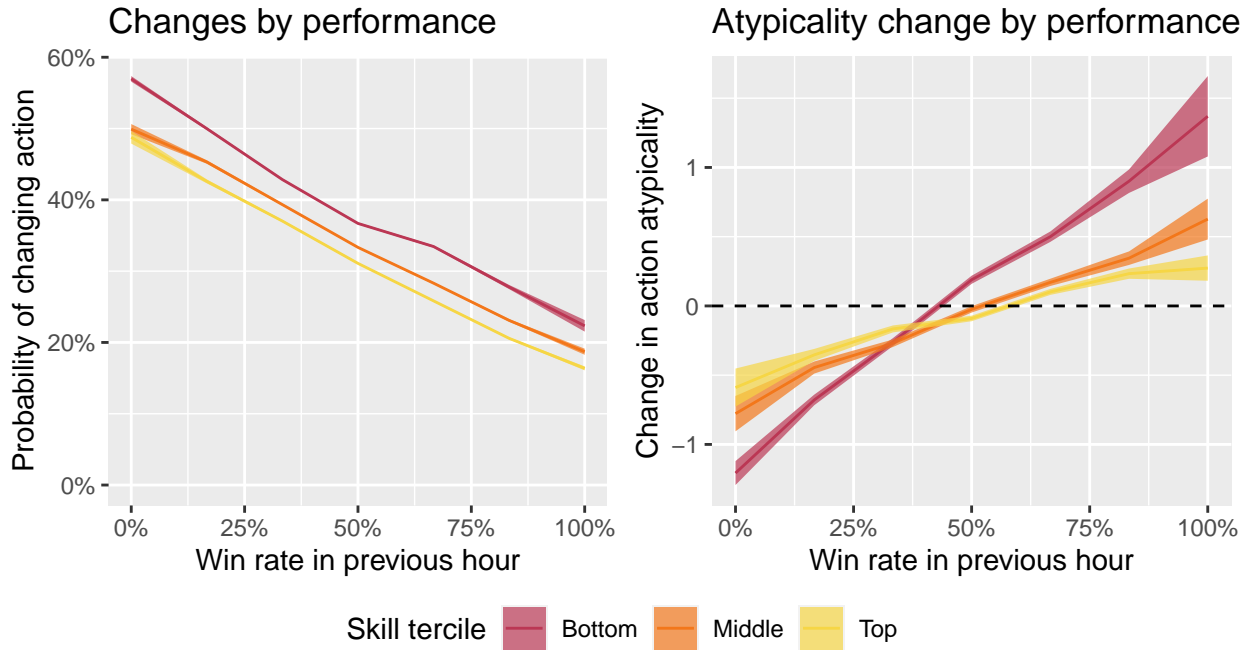 Changes by performance
Probability of changing action
60%
40%
20%
0%
0% 25% 50% 75% 100%
Win rate in previous hour
Atypicality change by performance
Change in action atypicality
1
0
−1
0% 25% 50% 75% 100%
Win rate in previous hour
Skill tercile Bottom Middle Top